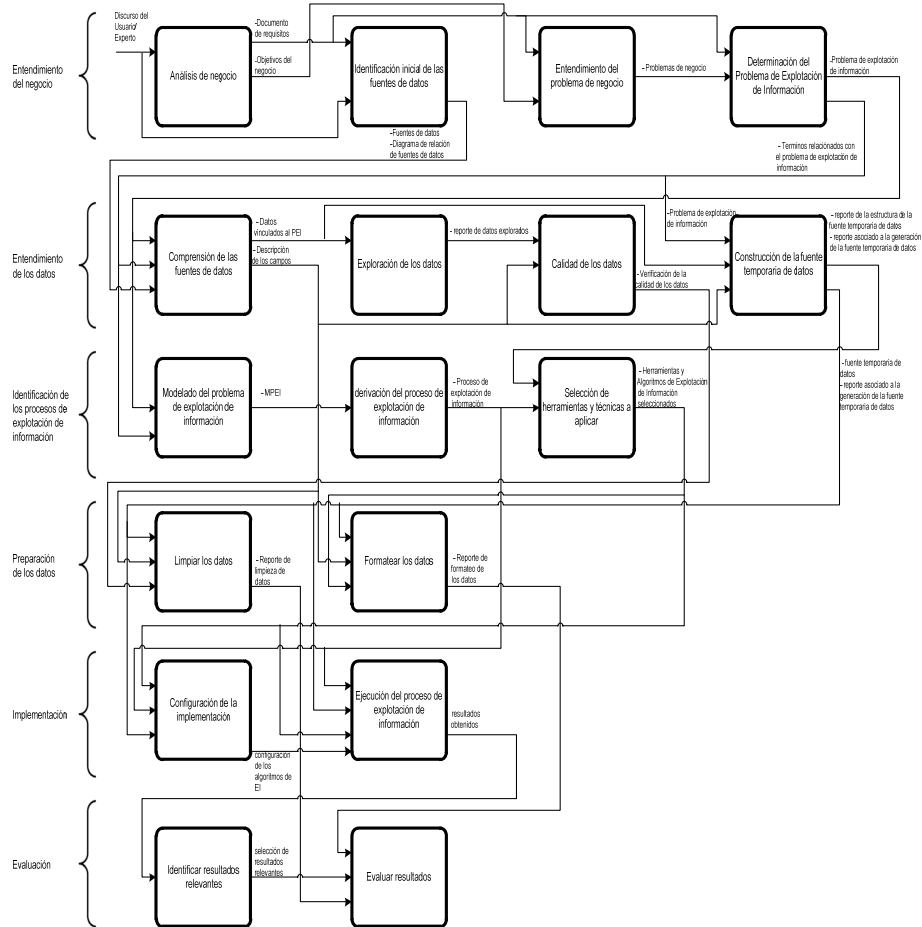 Discurso del
Usuario/
Experto
Entendimiento
del negocio
Análisis de negocio
-Documento
de requisitos
-Objetivos del
negocio
Identificación inicial de las
fuentes de datos
-Fuentes de datos
-Diagrama de relación
de fuentes de datos
Entendimiento del
problema de negocio
- Problemas de negocio
Determinación del
Problema de Explotación
de Información
-Problema de explotación
de información
- Terminos relacionados con
el problema de explotación de
información
Entendimiento
de los datos
Comprensión de las
fuentes de datos
- Datos
vinculados al PEI
- Descripción
de los campos
Exploración de los datos
- reporte de datos explorados
Calidad de los datos
- Verificación de la
calidad de los datos
-Problema de explotación
de información
Construcción de la fuente
temporaria de datos
- reporte de la estructura de la
fuente temporaria de datos
- reporte asociado a la generación
de la fuente temporaria de datos
- fuente temporaria de
datos
- reporte asociado a la
generación de la fuente
temporaria de datos
Identificación de
los procesos de
explotación de
información
Modelado del problema
de explotación de
información
- MPEI
derivación del proceso de
explotación de
información
- Proceso de
explotación de
información
Selección de
herramientas y técnicas a
aplicar
- Herramientas y
Algoritmos de Explotación
de Información
seleccionados
Preparación
de los datos
Limpiar los datos
- Reporte de
limpieza de
datos
Formatear los datos
- Reporte de
formateo de
los datos
Implementación
Configuración de la
implementación
configuración
de los
algoritmos de
EI
Ejecución del proceso de
explotación de
información
resultados
obtenidos
Evaluación
Identificar resultados
relevantes
selección de
resultados
relevantes
Evaluar resultados